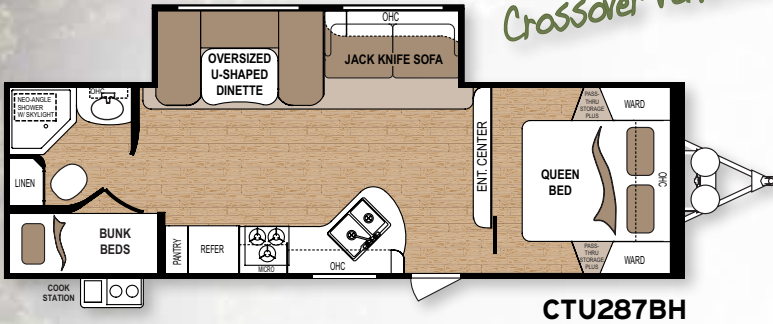 Crossover
OHC
OVERSIZED
U-SHAPED
DINETTE
JACK KNIFE SOFA
OHC
NEO-ANGLE
SHOWER
W/ SKYLIGHT
LINEN
BUNK
BEDS
PANTRY
REFER
MICRO
OHC
COOK
STATION
ENT. CENTER
PASS-
THRU
STORAGE
PLUS
WARD
QUEEN
BED
OHC
PASS-
THRU
STORAGE
PLUS
WARD
CTU287BH